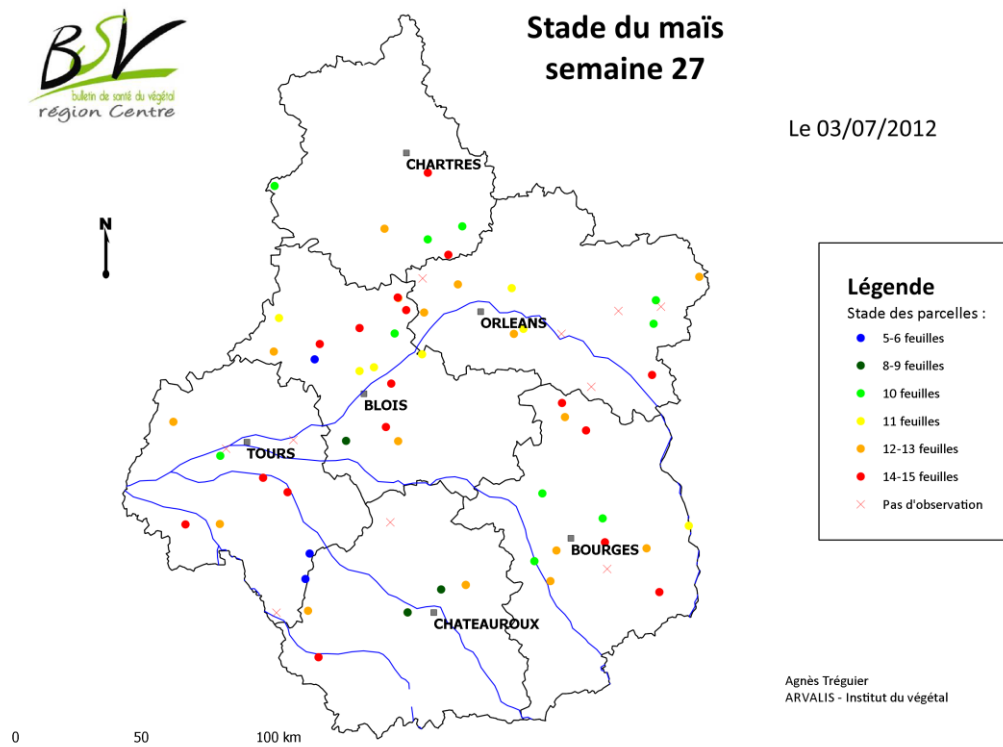 BSV
bulletin de santé du végétal
région Centre
Stade du maïs
semaine 27
Le 03/07/2012
N
CHARTRES
ORLEANS
BLOIS
TOURS
BOURGES
CHATEAUROUX
Légende
Stade des parcelles :
5-6 feuilles
8-9 feuilles
10 feuilles
11 feuilles
12-13 feuilles
14-15 feuilles
Pas d'observation
Agnès Tréguier
ARVALIS - Institut du végétal
0 50 100 km